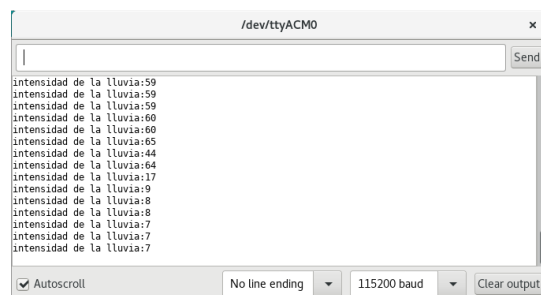 /dev/ttyACM0
×
Send
intensidad de la lluvia:59
intensidad de la lluvia:59
intensidad de la lluvia:59
intensidad de la lluvia:60
intensidad de la lluvia:60
intensidad de la lluvia:65
intensidad de la lluvia:44
intensidad de la lluvia:64
intensidad de la lluvia:17
intensidad de la lluvia:9
intensidad de la lluvia:8
intensidad de la lluvia:8
intensidad de la lluvia:7
intensidad de la lluvia:7
intensidad de la lluvia:7
Autoscroll
No line ending
115200 baud
Clear output